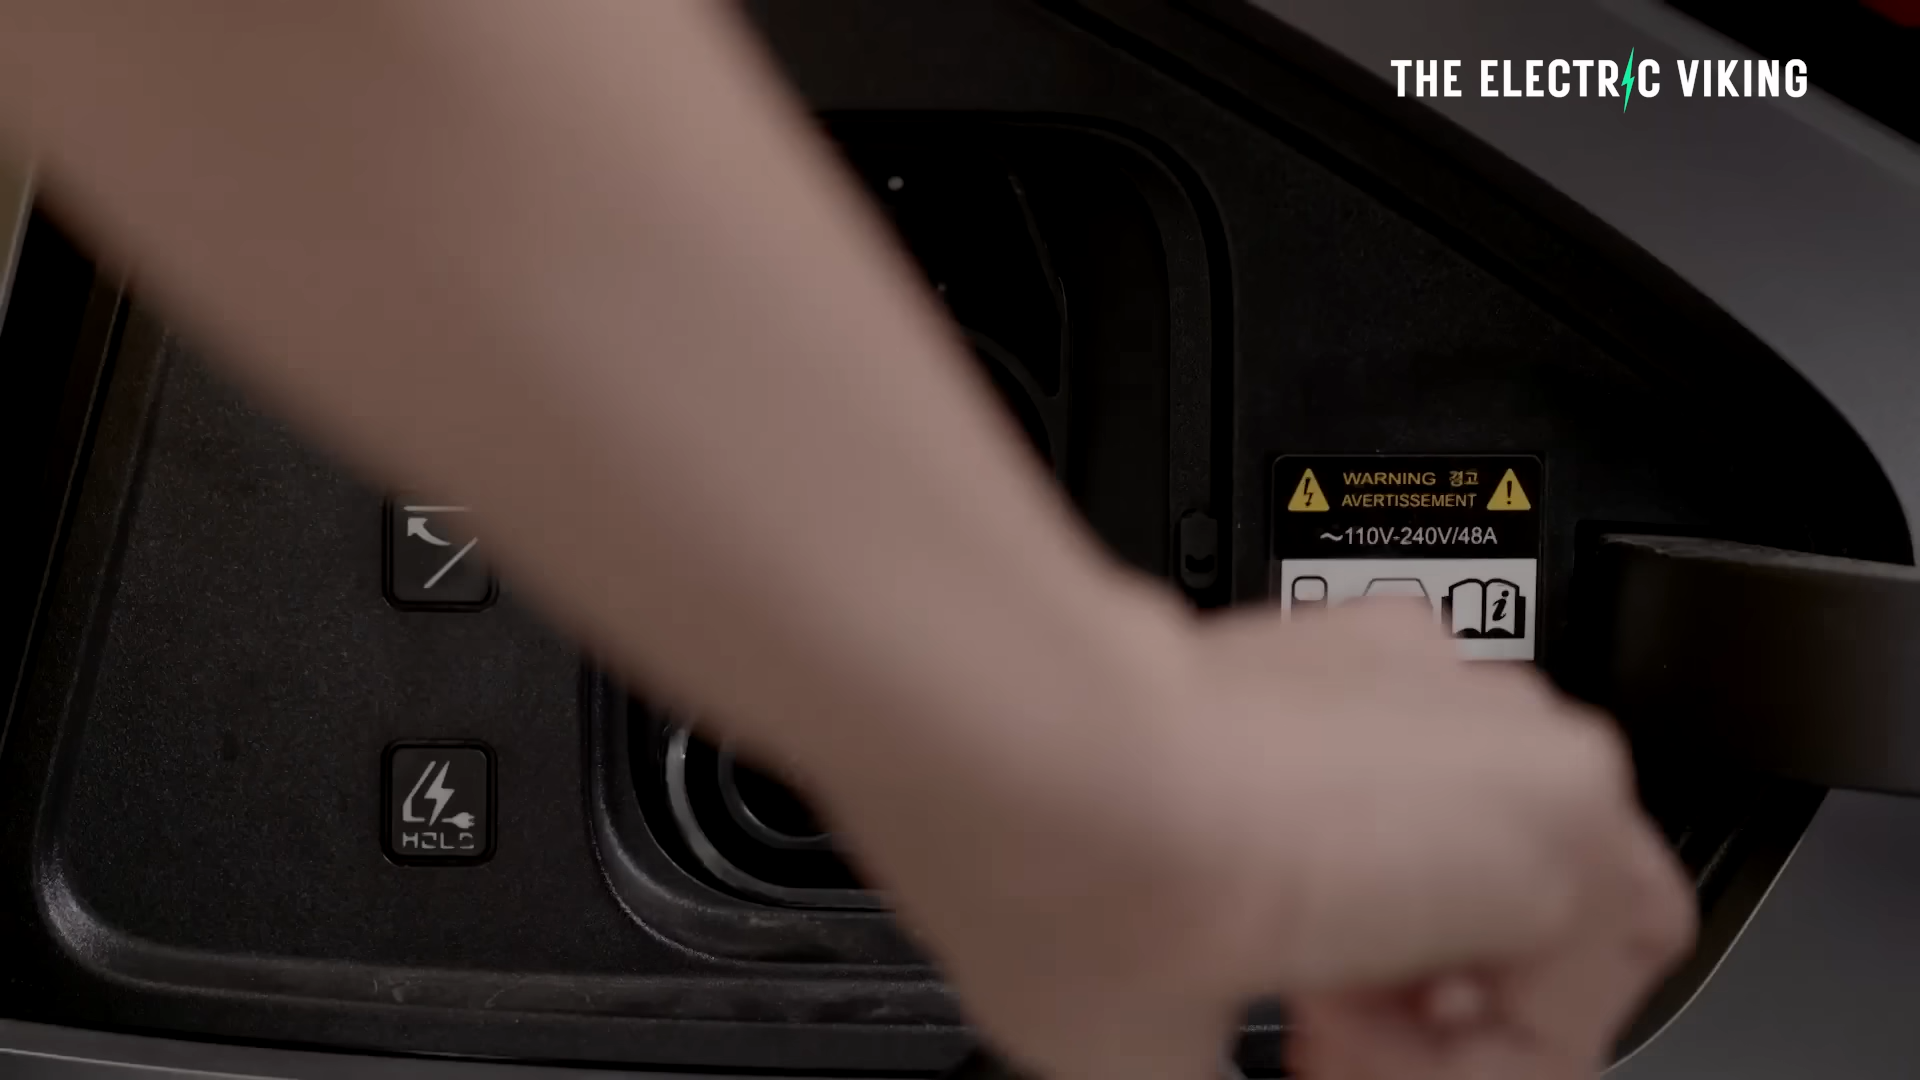 THE ELECTRIC VIKING
WARNING 경고
AVERTISSEMENT
~110V-240V/48A
HOLD